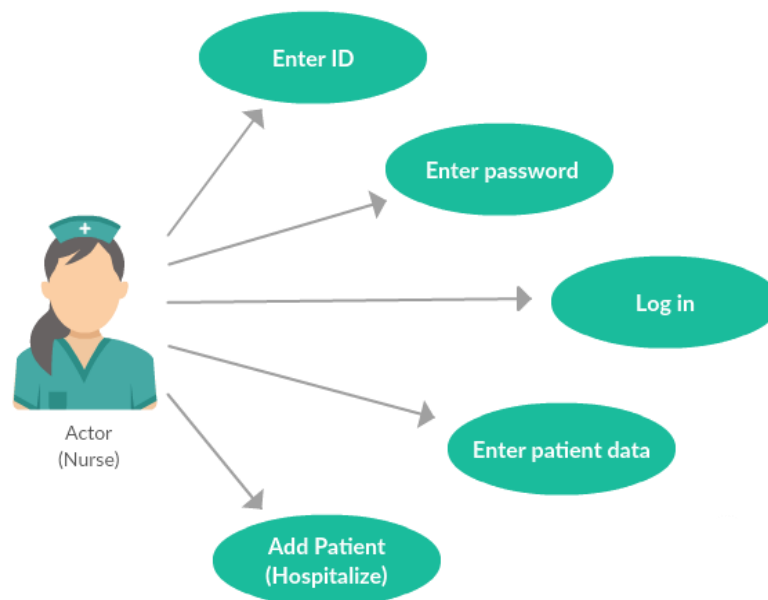 Enter ID
Enter password
Log in
Actor
(Nurse)
Enter patient data
Add Patient
(Hospitalize)